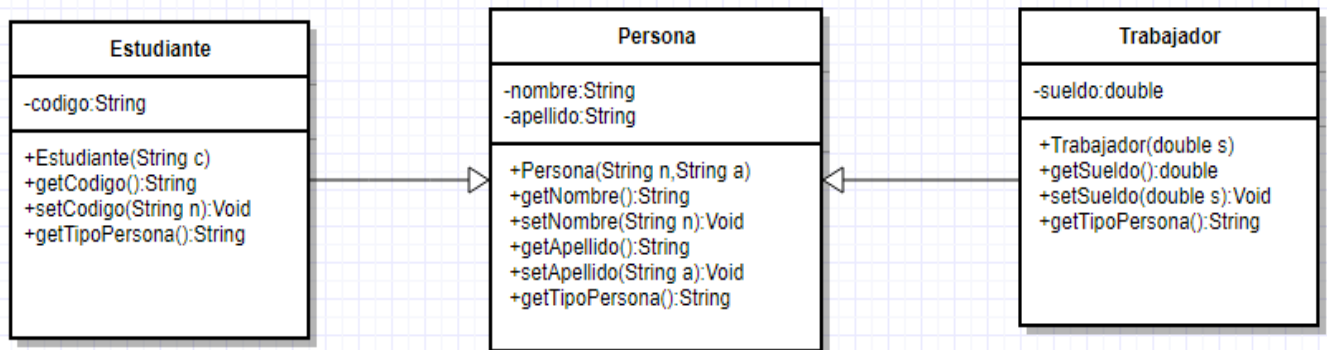 Estudiante
-codigo:String
+Estudiante(String c)
+getCodigo():String
+setCodigo(String n):Void
+getTipoPersona():String
Persona
-nombre:String
-apellido:String
+Persona(String n,String a)
+getNombre():String
+setNombre(String n):Void
+getApellido():String
+setApellido(String a):Void
+getTipoPersona():String
Trabajador
-sueldo:double
+Trabajador(double s)
+getSueldo():double
+setSueldo(double s):Void
+getTipoPersona():String